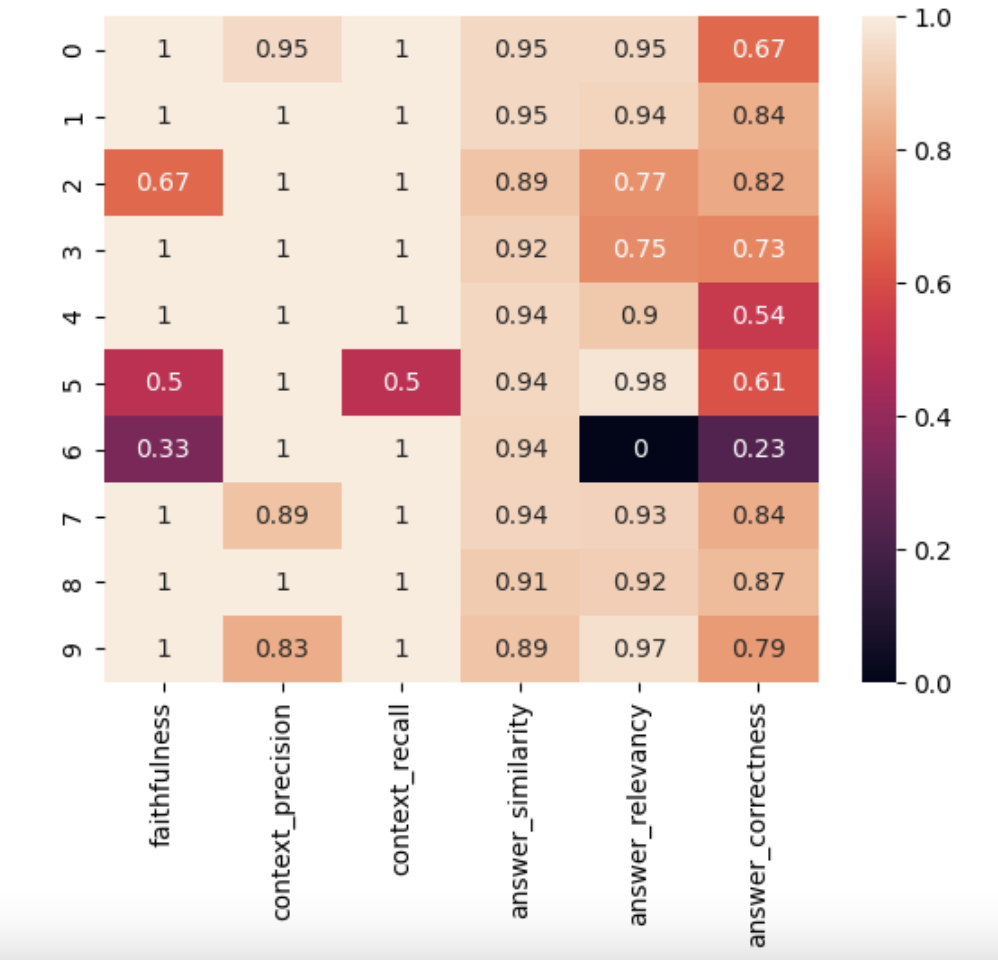 0 1 0.95 1 0.95 0.95 0.67 1.0
1 1 1 1 0.95 0.94 0.84
2 0.67 1 1 0.89 0.77 0.82 0.8
3 1 1 1 0.92 0.75 0.73
4 1 1 1 0.94 0.9 0.54 0.6
5 0.5 1 0.5 0.94 0.98 0.61
6 0.33 1 1 0.94 0 0.23 0.4
7 1 0.89 1 0.94 0.93 0.84
8 1 1 1 0.91 0.92 0.87 0.2
9 1 0.83 1 0.89 0.97 0.79
0.0
faithfulness
context_precision
context_recall
answer_similarity
answer_relevancy
answer_correctness